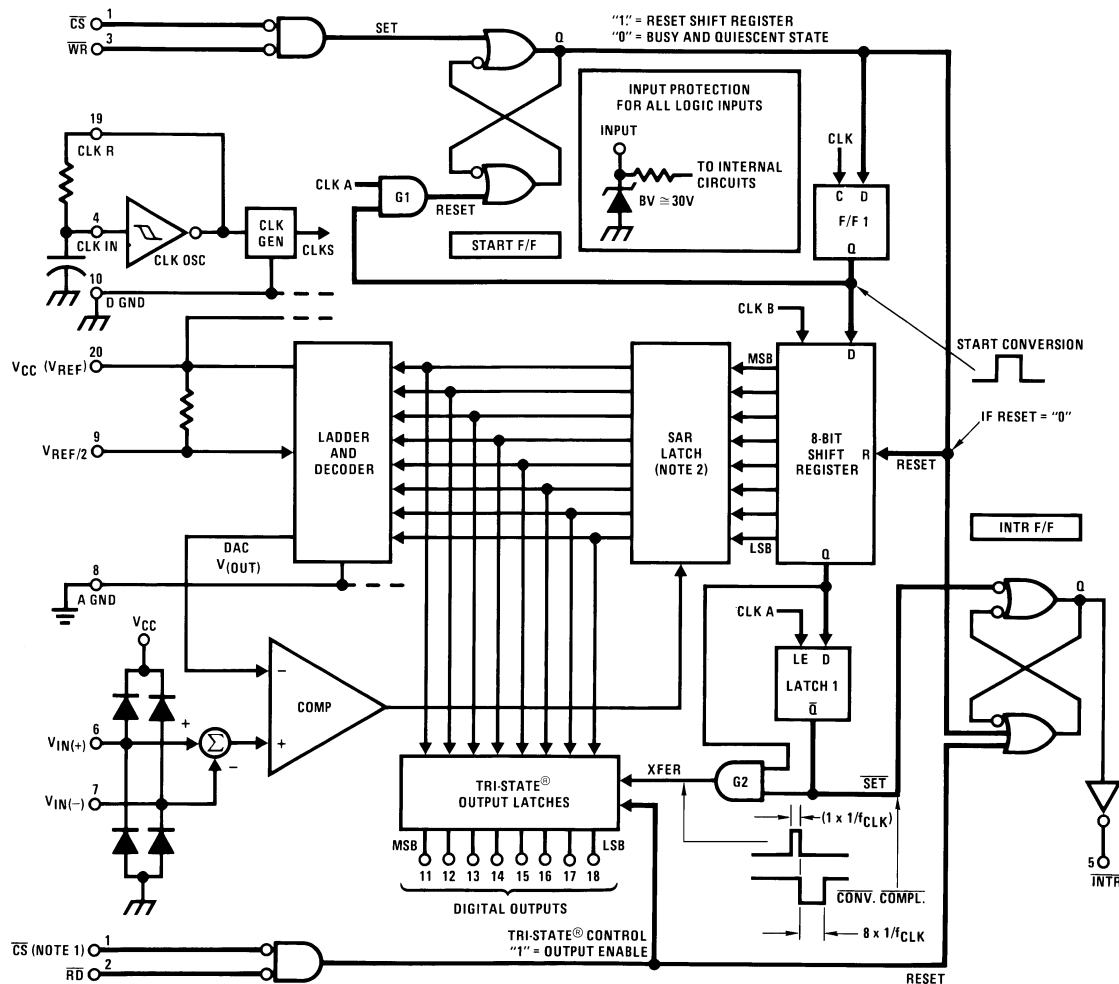 CS 1
WR 3
SET
Q
"1" = RESET SHIFT REGISTER
"0" = BUSY AND QUIESCENT STATE
INPUT PROTECTION
FOR ALL LOGIC INPUTS
INPUT
TO INTERNAL
CIRCUITS
BV ≅ 30V
19
CLK R
4
CLK IN
CLK OSC
CLK
GEN
CLKS
10
D GND
CLK A
G1
RESET
START F/F
CLK
C D
F/F 1
Q
CLK B
D
START CONVERSION
IF RESET = "0"
20
VCC (VREF)
9
VREF/2
LADDER
AND
DECODER
SAR
LATCH
(NOTE 2)
MSB
LSB
8-BIT
SHIFT
REGISTER
R
RESET
Q
INTR F/F
DAC
V(OUT)
8
A GND
VCC
CLK A
LE D
LATCH 1
Q
Q
6
VIN(+)
+
Σ
−
7
VIN(−)
−
+
COMP
TRI-STATE®
OUTPUT LATCHES
XFER
G2
SET
(1 x 1/fCLK)
MSB
LSB
11 12 13 14 15 16 17 18
DIGITAL OUTPUTS
CONV. COMPL.
8 x 1/fCLK
5
INTR
CS (NOTE 1) 1
RD 2
TRI-STATE® CONTROL
"1" = OUTPUT ENABLE
RESET